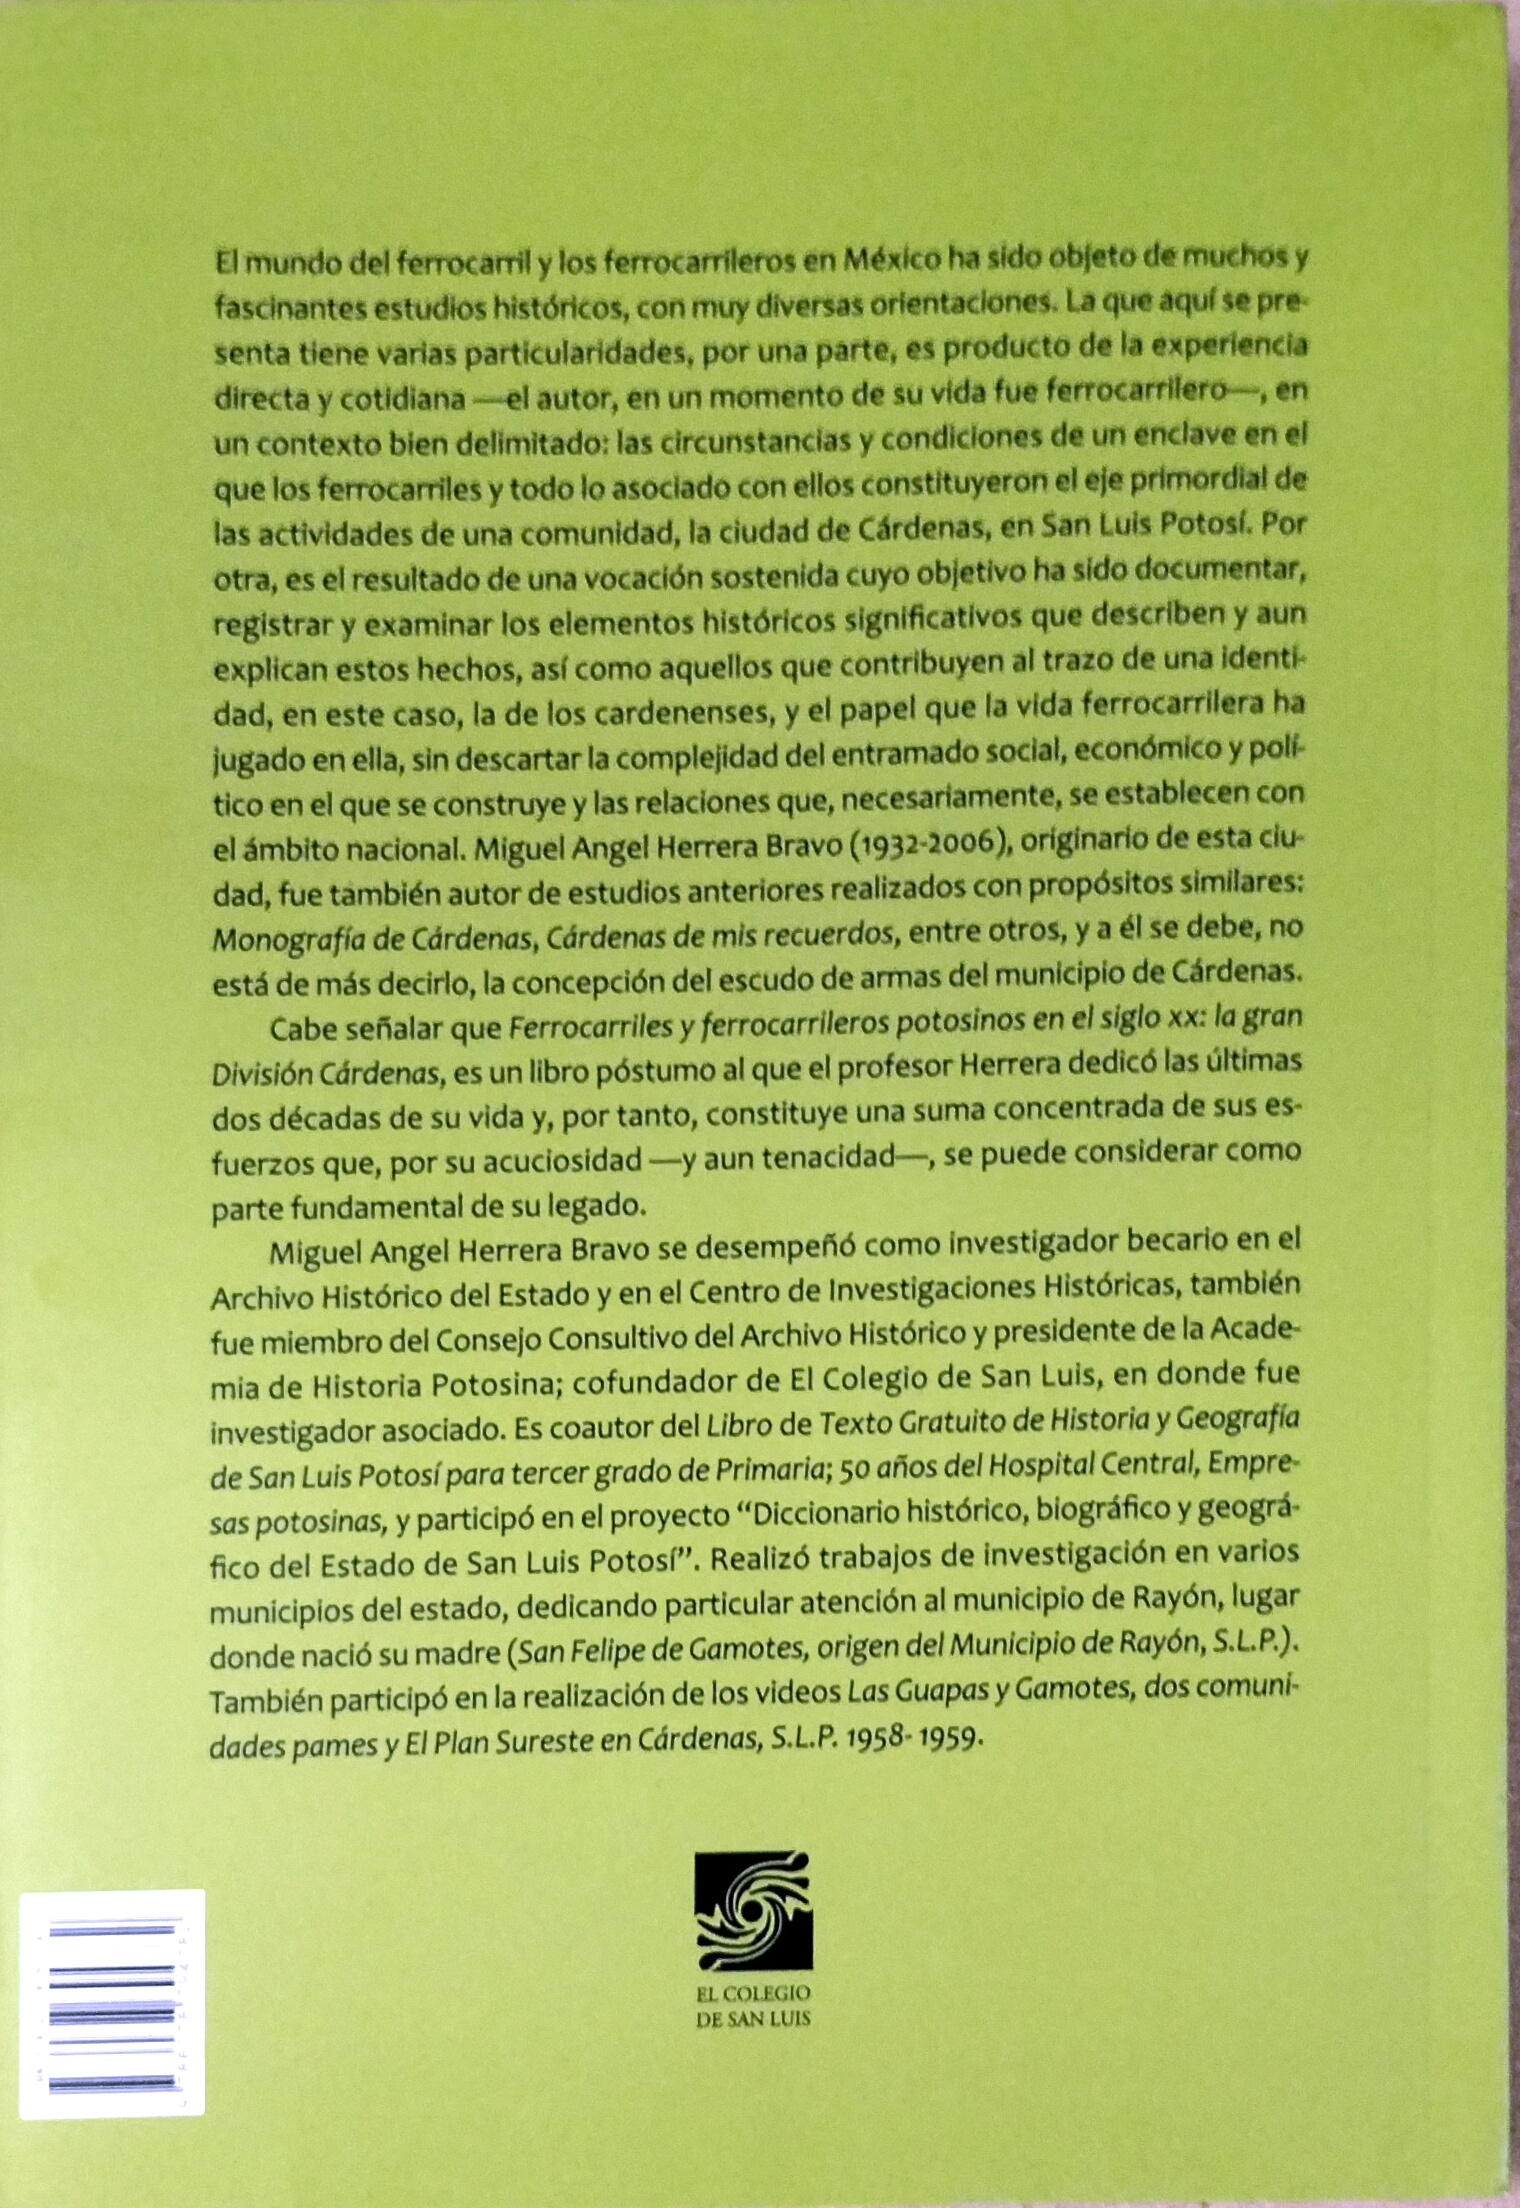 El mundo del ferrocarril y los ferrocarrileros en México ha sido objeto de muchos y
fascinantes estudios históricos, con muy diversas orientaciones. La que aquí se pre-
senta tiene varias particularidades, por una parte, es producto de la experiencia
directa y cotidiana —el autor, en un momento de su vida fue ferrocarrilero—, en
un contexto bien delimitado: las circunstancias y condiciones de un enclave en el
que los ferrocarriles y todo lo asociado con ellos constituyeron el eje primordial de
las actividades de una comunidad, la ciudad de Cárdenas, en San Luis Potosí. Por
otra, es el resultado de una vocación sostenida cuyo objetivo ha sido documentar,
registrar y examinar los elementos históricos significativos que describen y aun
explican estos hechos, así como aquellos que contribuyen al trazo de una identi-
dad, en este caso, la de los cardenenses, y el papel que la vida ferrocarrilera ha
jugado en ella, sin descartar la complejidad del entramado social, económico y polí-
tico en el que se construye y las relaciones que, necesariamente, se establecen con
el ámbito nacional. Miguel Angel Herrera Bravo (1932-2006), originario de esta ciu-
dad, fue también autor de estudios anteriores realizados con propósitos similares:
Monografía de Cárdenas, Cárdenas de mis recuerdos, entre otros, y a él se debe, no
está de más decirlo, la concepción del escudo de armas del municipio de Cárdenas.
Cabe señalar que Ferrocarriles y ferrocarrileros potosinos en el siglo xx: la gran
División Cárdenas, es un libro póstumo al que el profesor Herrera dedicó las últimas
dos décadas de su vida y, por tanto, constituye una suma concentrada de sus es-
fuerzos que, por su acuciosidad —y aun tenacidad—, se puede considerar como
parte fundamental de su legado.
Miguel Angel Herrera Bravo se desempeñó como investigador becario en el
Archivo Histórico del Estado y en el Centro de Investigaciones Históricas, también
fue miembro del Consejo Consultivo del Archivo Histórico y presidente de la Acade-
mia de Historia Potosina; cofundador de El Colegio de San Luis, en donde fue
investigador asociado. Es coautor del Libro de Texto Gratuito de Historia y Geografía
de San Luis Potosí para tercer grado de Primaria; 50 años del Hospital Central, Empre-
sas potosinas, y participó en el proyecto “Diccionario histórico, biográfico y geográ-
fico del Estado de San Luis Potosí”. Realizó trabajos de investigación en varios
municipios del estado, dedicando particular atención al municipio de Rayón, lugar
donde nació su madre (San Felipe de Gamotes, origen del Municipio de Rayón, S.L.P.).
También participó en la realización de los videos Las Guapas y Gamotes, dos comuni-
dades pames y El Plan Sureste en Cárdenas, S.L.P. 1958-1959.
EL COLEGIO
DE SAN LUIS